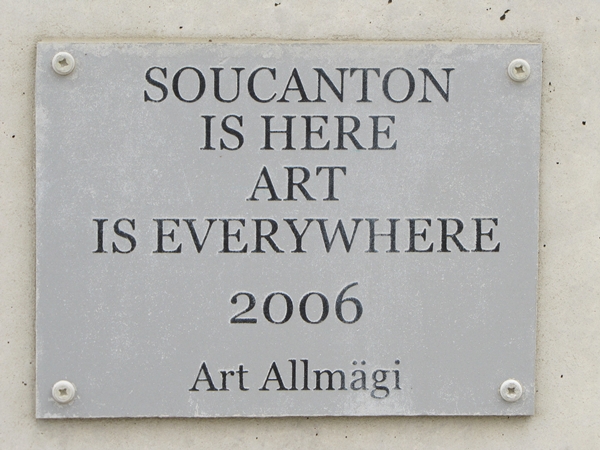 SOUCANTON
IS HERE
ART
IS EVERYWHERE
2006
Art Allmägi